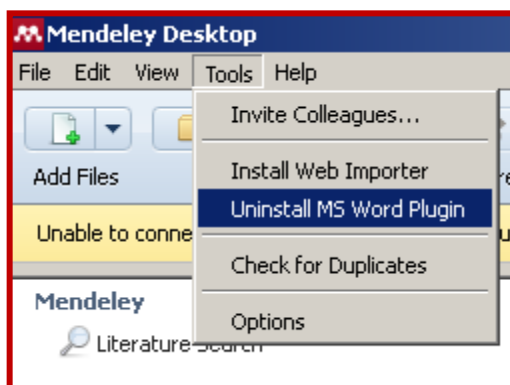 Mendeley Desktop
File Edit View Tools Help
Invite Colleagues...
Add Files
Install Web Importer
Uninstall MS Word Plugin
Unable to conne
Check for Duplicates
Mendeley
Options
Literature Search